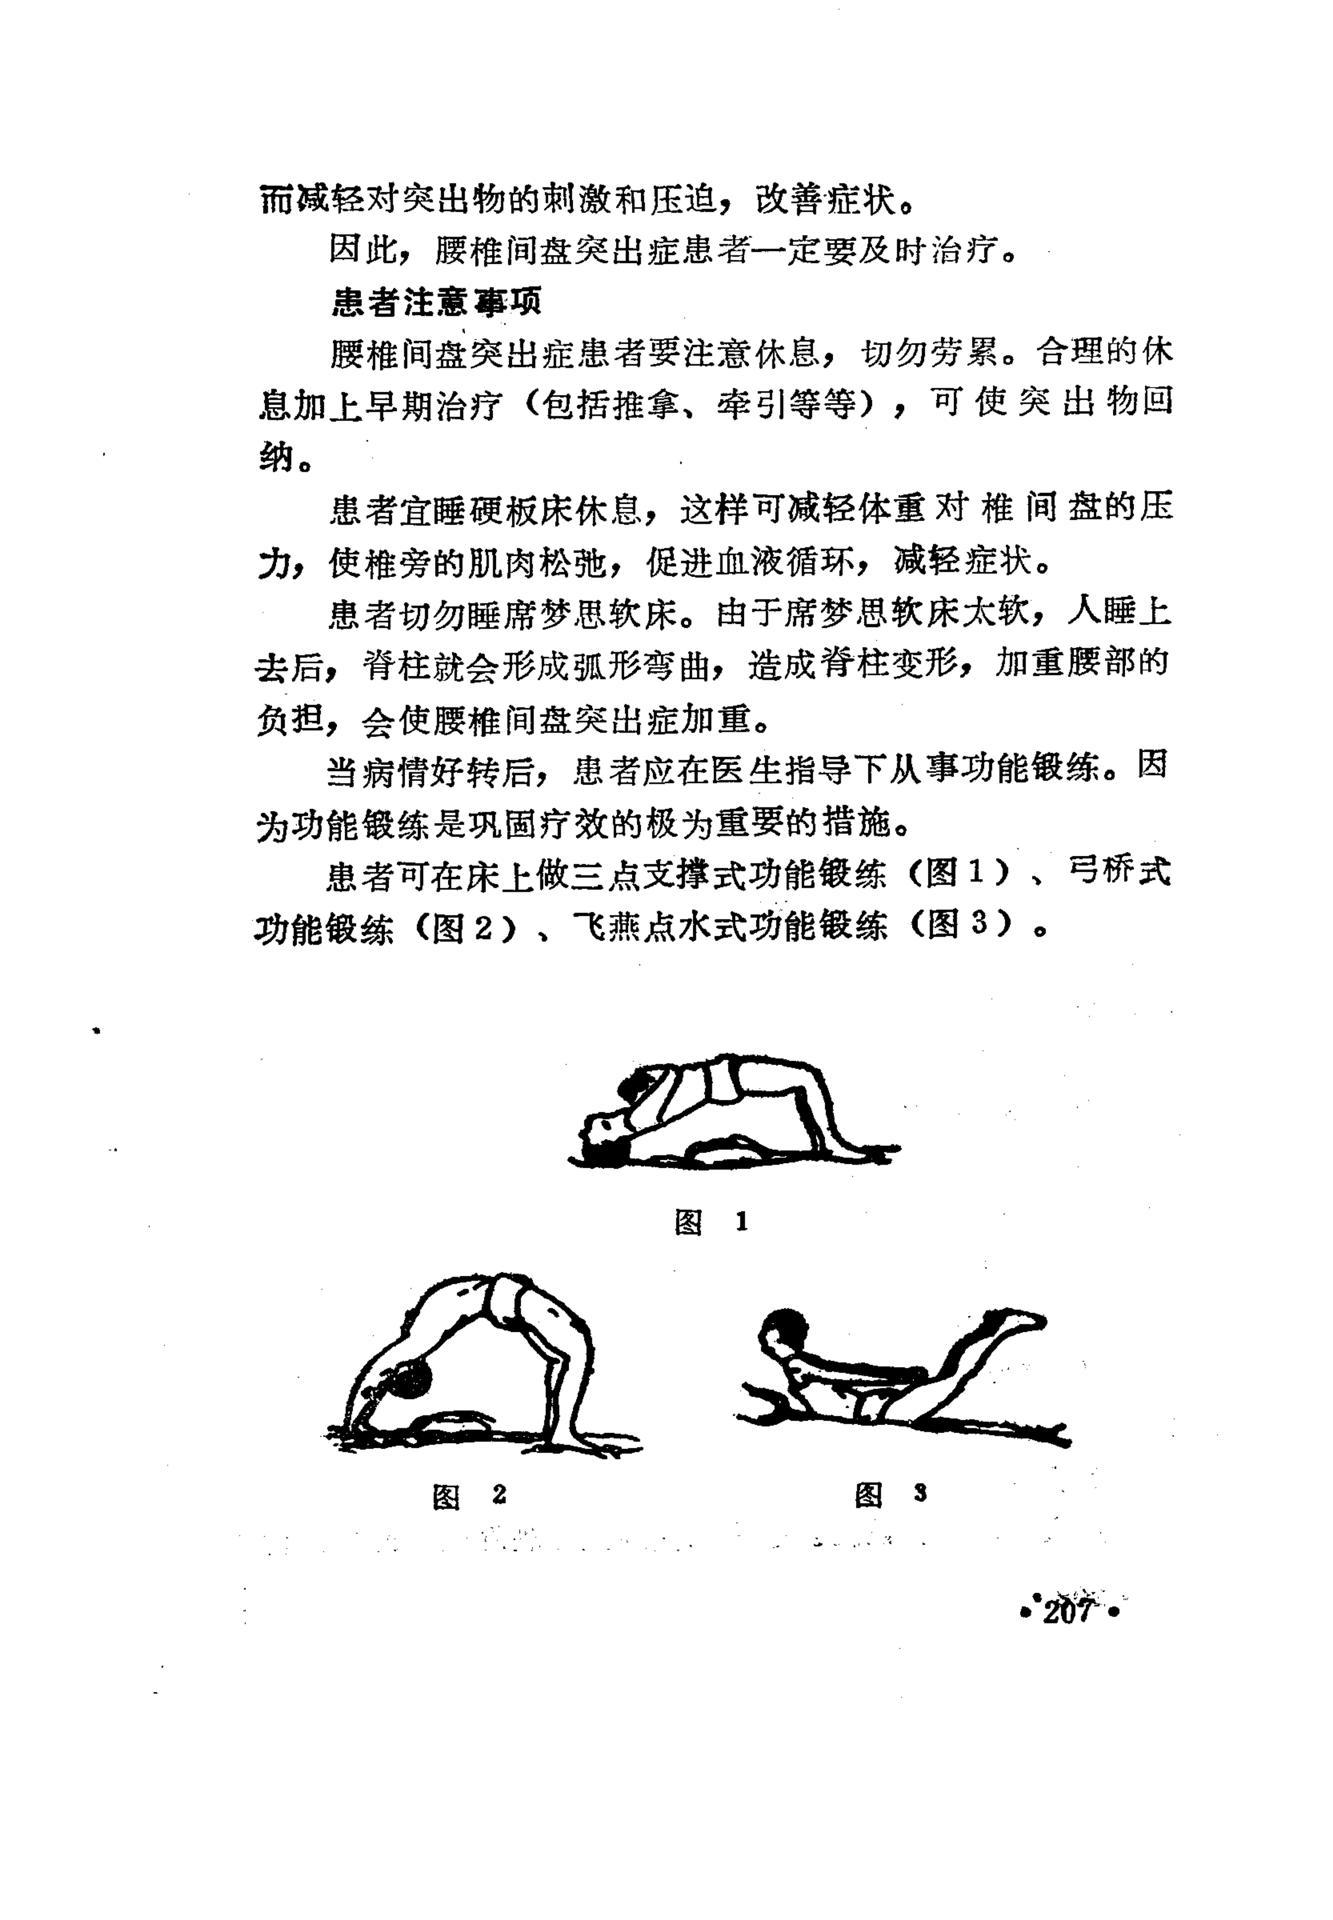 而减轻对突出物的刺激和压迫，改善症状。
因此，腰椎间盘突出症患者一定要及时治疗。
患者注意事项
腰椎间盘突出症患者要注意休息，切勿劳累。合理的休
息加上早期治疗（包括推拿、牵引等等），可使突出物回
纳。
患者宜睡硬板床休息，这样可减轻体重对椎间盘的压
力，使椎旁的肌肉松弛，促进血液循环，减轻症状。
患者切勿睡席梦思软床。由于席梦思软床太软，人睡上
去后，脊柱就会形成弧形弯曲，造成脊柱变形，加重腰部的
负担，会使腰椎间盘突出症加重。
当病情好转后，患者应在医生指导下从事功能锻练。因
为功能锻练是巩固疗效的极为重要的措施。
患者可在床上做三点支撑式功能锻练（图1）、弓桥式
功能锻练（图2）、飞燕点水式功能锻练（图3）。
图 1
图 2
图 3
•207•